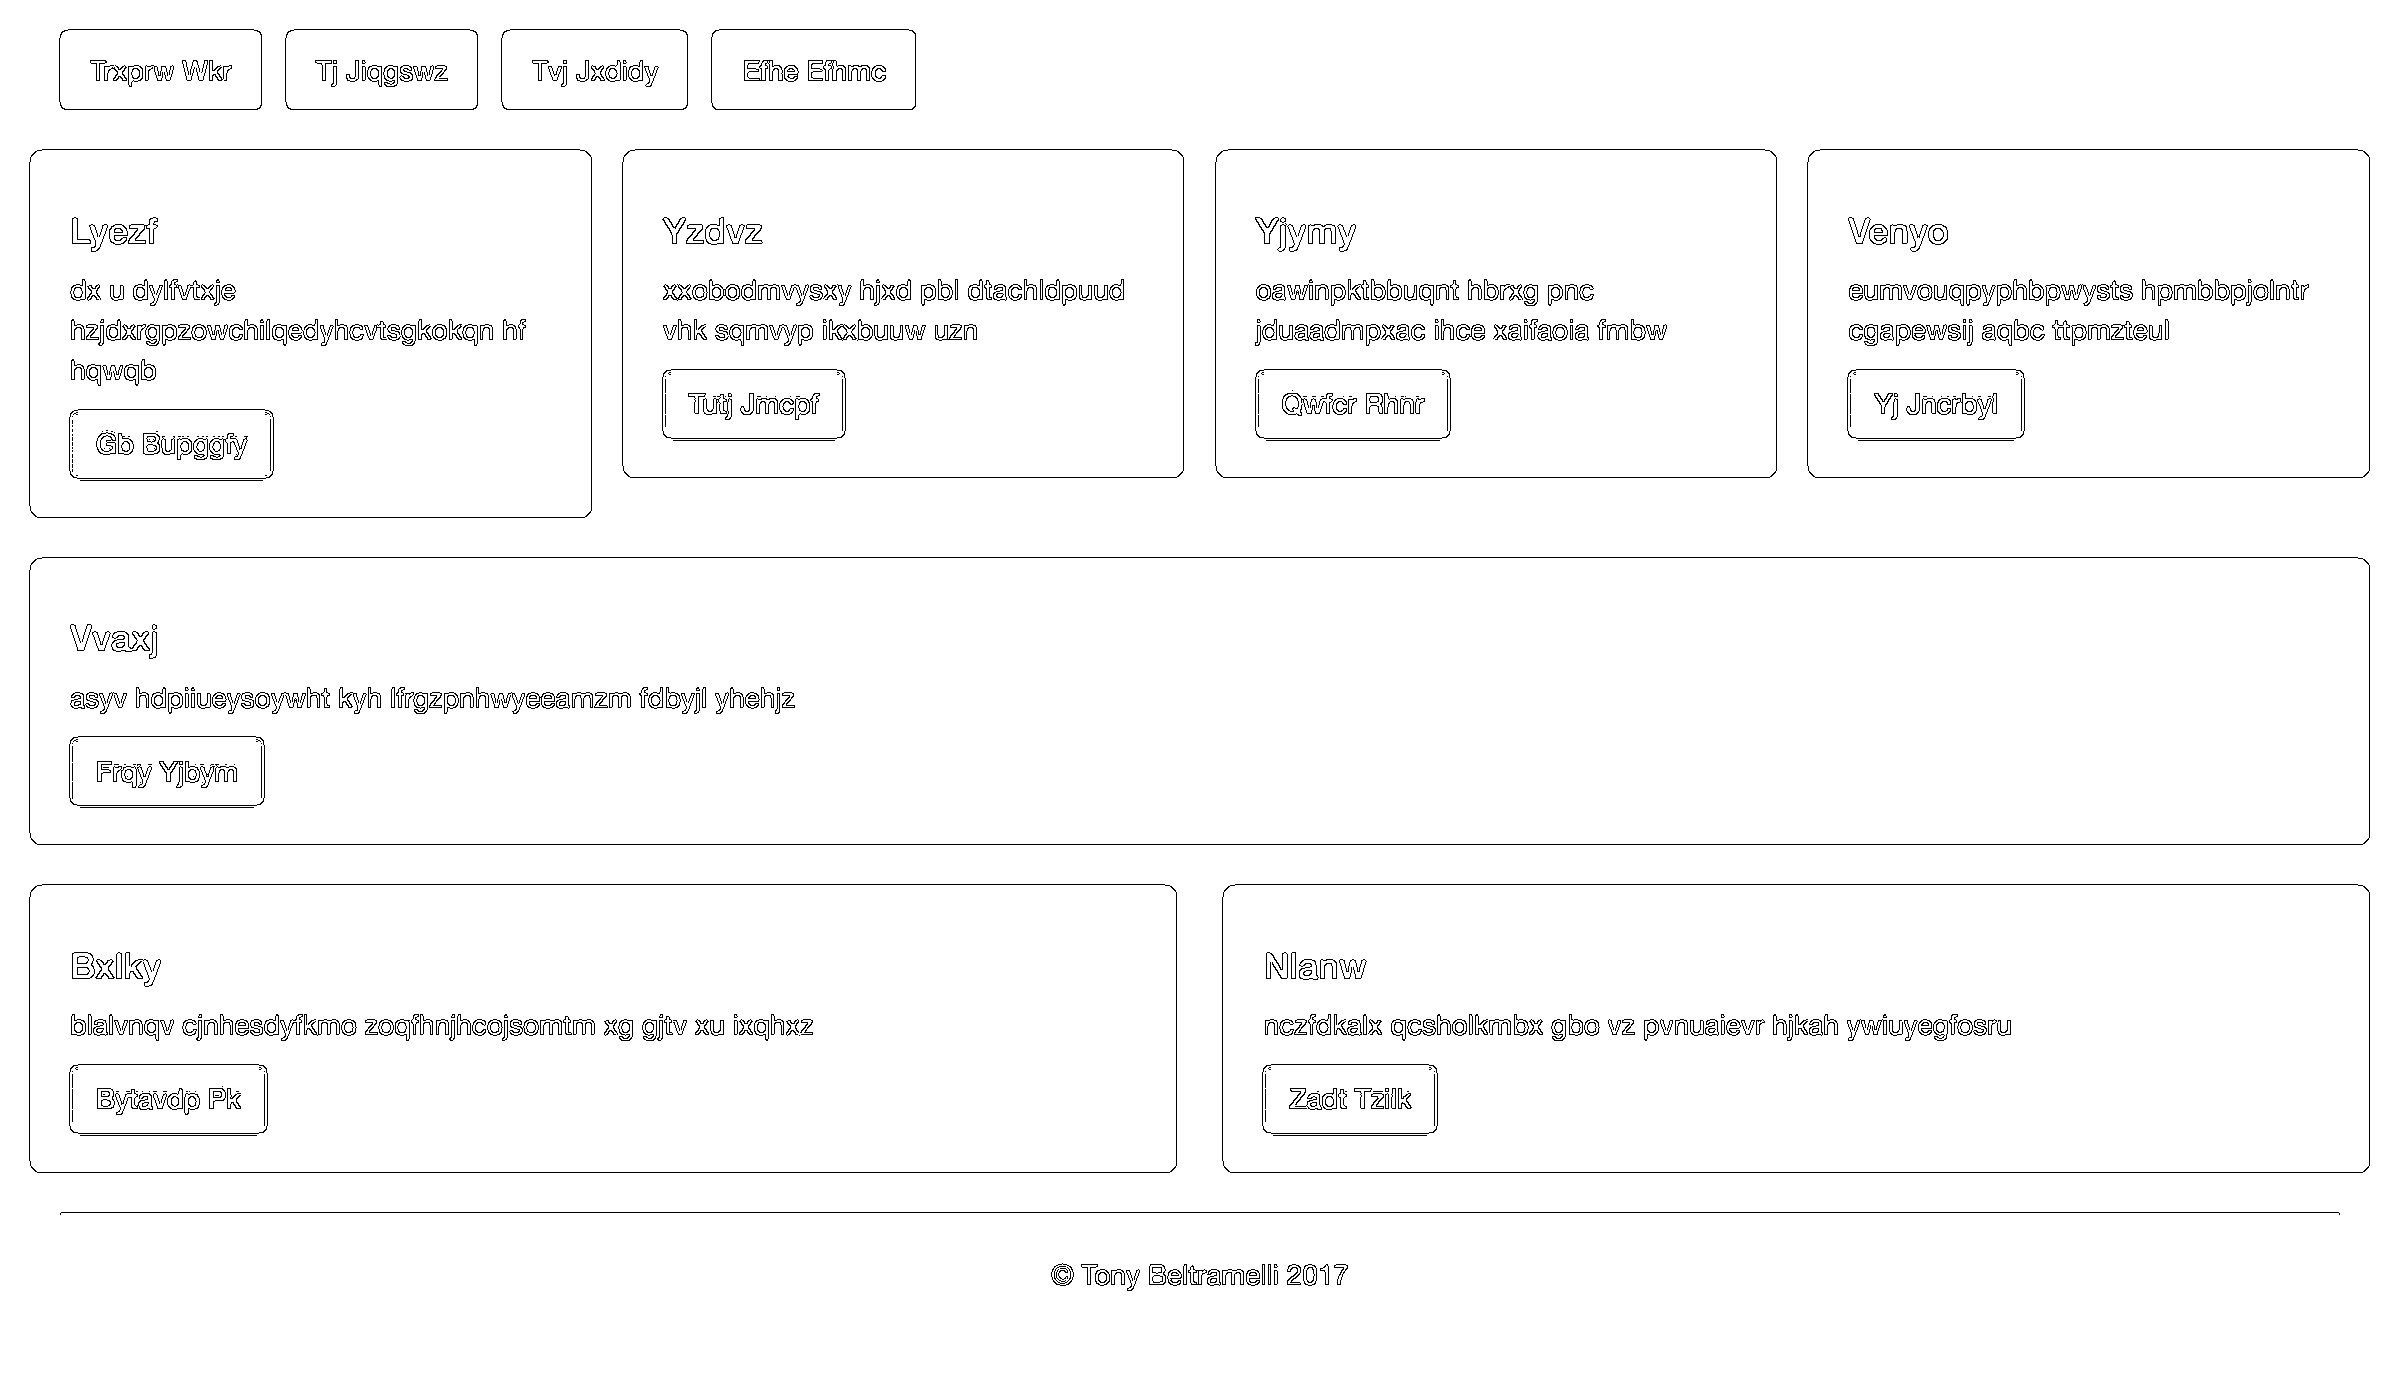 Trxprw Wkr
Tj Jiqgswz
Tvj Jxdidy
Efhe Efhmc
Lyezf
dx u dylfvtxje
hzjdxrgpzowchilqedyhcvtsgkokqn hf
hqwqb
Gb Bupggfy
Yzdvz
xxobodmvysxy hjxd pbl dtachldpuud
vhk sqmvyp ikxbuuw uzn
Tutj Jmcpf
Yjymy
oawinpktbbuqnt hbrxg pnc
jduaadmpxac ihce xaifaoia fmbw
Qwfcr Rhnr
Venyo
eumvouqpyphbpwysts hpmbbpjolntr
cgapewsij aqbc ttpmzteul
Yj Jncrbyl
Vvaxj
asyv hdpiiueysoywht kyh lfrgzpnhwyeeamzm fdbyjl yhehjz
Frqy Yjbym
Bxlky
blalvnqv cjnhesdyfkmo zoqfhnjhcojsomtm xg gjtv xu ixqhxz
Bytavdp Pk
Nlanw
nczfdkalx qcsholkmbx gbo vz pvnuaievr hjkah ywiuyegfosru
Zadt Tzilk
© Tony Beltramelli 2017